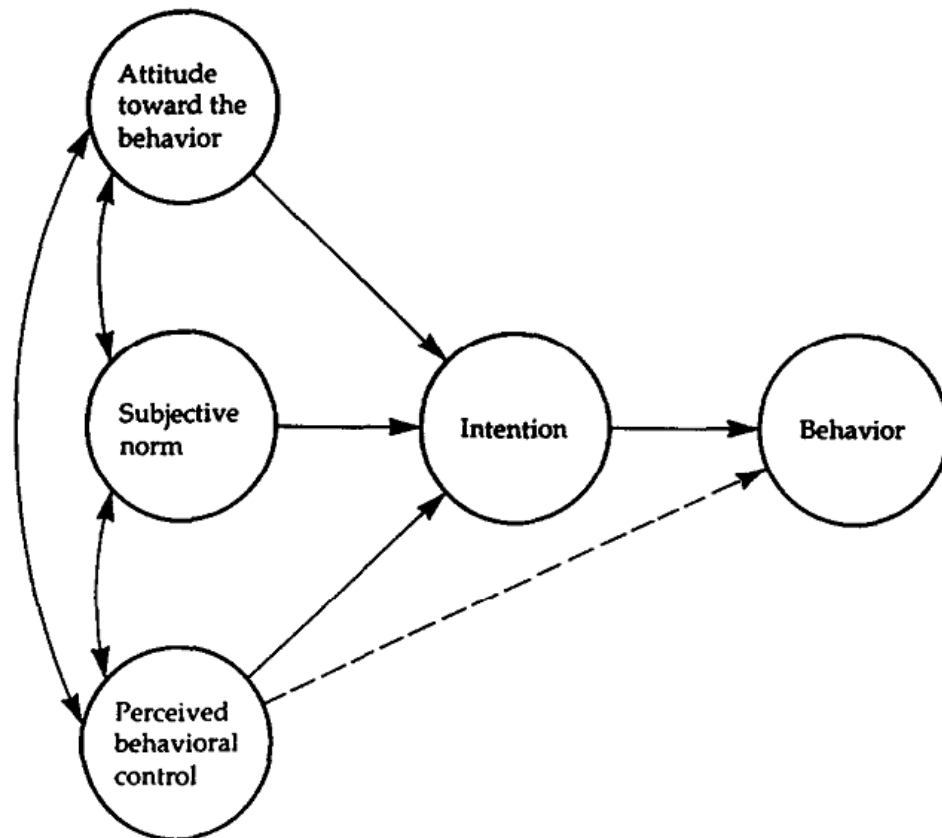 Attitude
toward the
behavior
Subjective
norm
Intention
Behavior
Perceived
behavioral
control